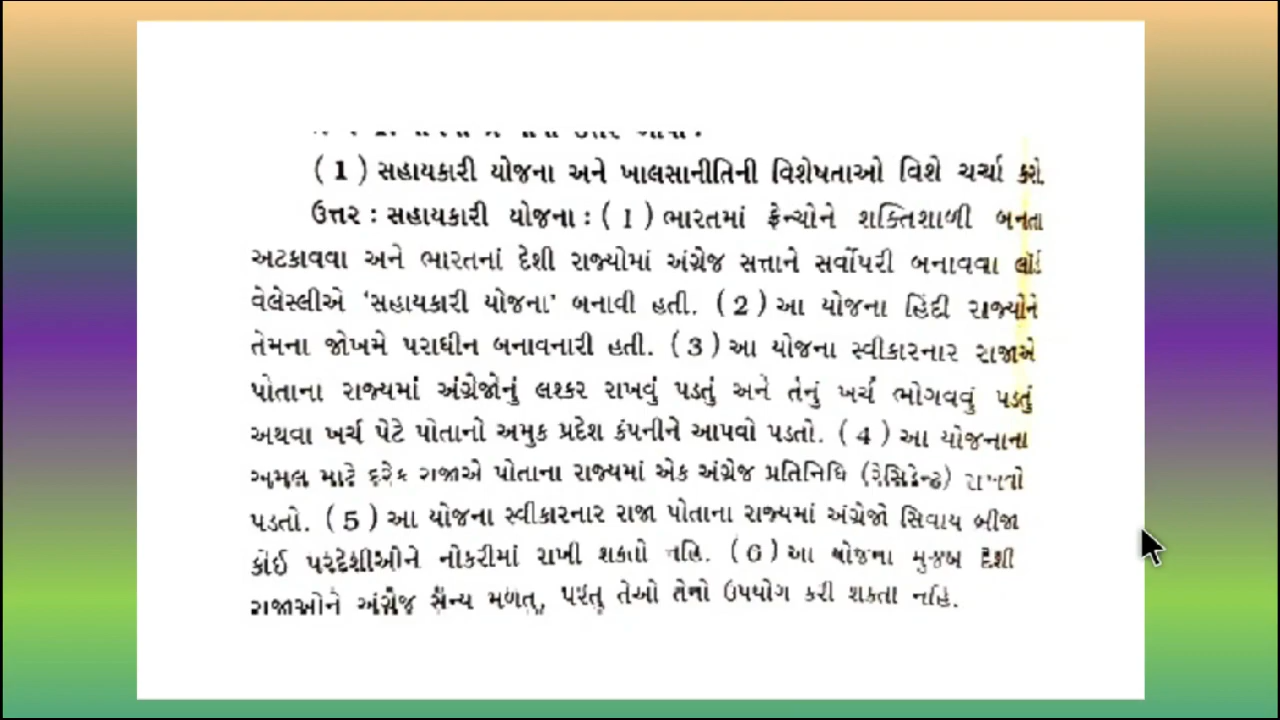 (1) સહાયકારી યોજના અને ખાલસાનીતિની વિશેષતાઓ વિશે ચર્ચા કરો.
ઉત્તર : સહાયકારી યોજના : (1) ભારતમાં ફ્રેન્ચોને શક્તિશાળી બનતા
અટકાવવા અને ભારતનાં દેશી રાજ્યોમાં અંગ્રેજ સત્તાને સર્વોપરી બનાવવા લૉર્ડ
વેલેસ્લીએ ‘સહાયકારી યોજના’ બનાવી હતી. (2) આ યોજના હિંદી રાજ્યોને
તેમના જોખમે પરાધીન બનાવનારી હતી. (3) આ યોજના સ્વીકારનાર રાજાએ
પોતાના રાજ્યમાં અંગ્રેજોનું લશ્કર રાખવું પડતું અને તેનું ખર્ચ ભોગવવું પડતું
અથવા ખર્ચ પેટે પોતાનો અમુક પ્રદેશ કંપનીને આપવો પડતો. (4) આ યોજનાના
અમલ માટે દરેક રાજાએ પોતાના રાજ્યમાં એક અંગ્રેજ પ્રતિનિધિ (રેસિડેન્ટ) રાખવો
પડતો. (5) આ યોજના સ્વીકારનાર રાજા પોતાના રાજ્યમાં અંગ્રેજો સિવાય બીજા
કોઈ પરદેશીઓને નોકરીમાં રાખી શકતો નહિ. (6) આ યોજના મુજબ દેશી
રાજાઓને અંગ્રેજ સૈન્ય મળતું, પરંતુ તેઓ તેનો ઉપયોગ કરી શકતા નહિ.